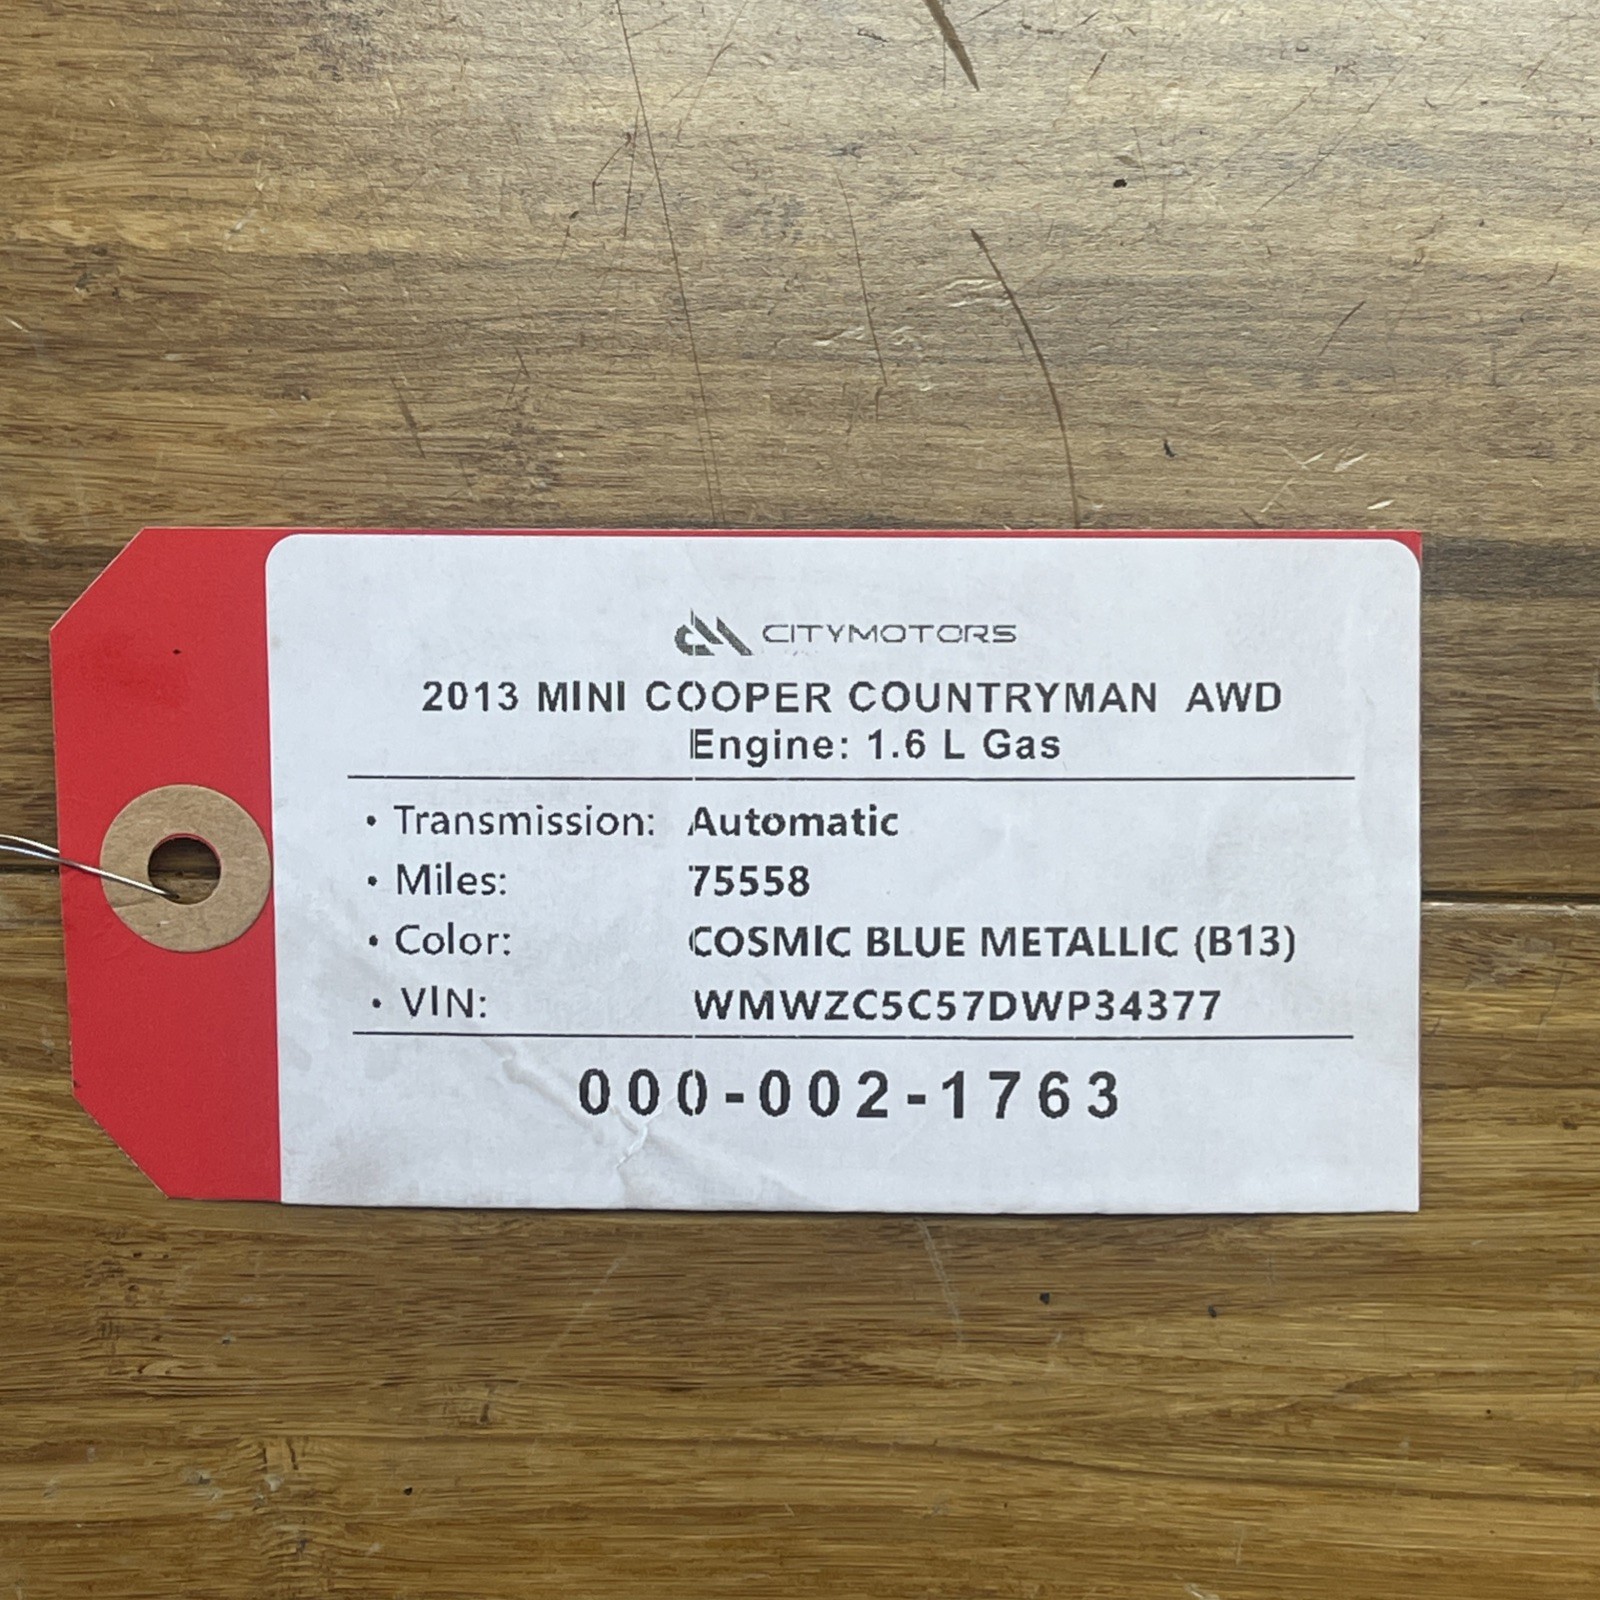 CITYMOTORS
2013 MINI COOPER COUNTRYMAN AWD
Engine: 1.6 L Gas
• Transmission: Automatic
• Miles: 75558
• Color: COSMIC BLUE METALLIC (B13)
• VIN: WMWZC5C57DWP34377
000-002-1763